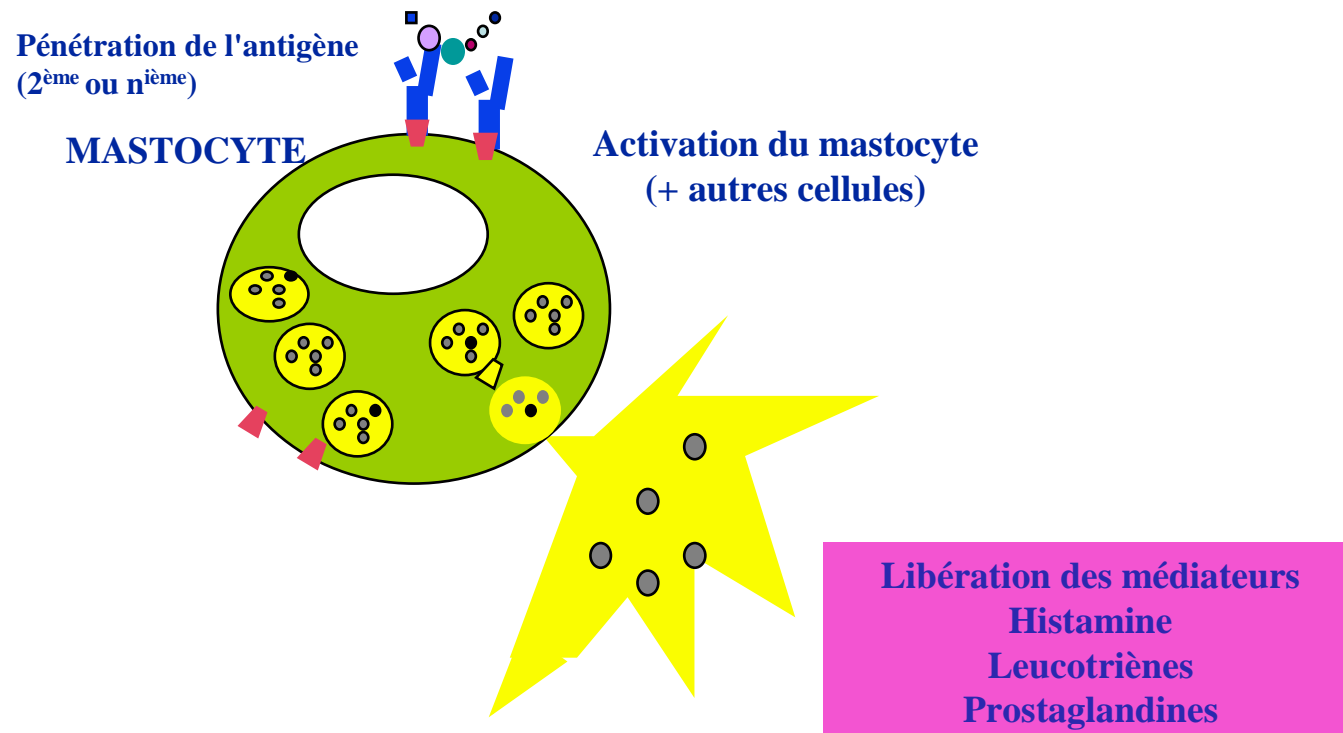 Pénétration de l'antigène
(2ème ou nième)
MASTOCYTE
Activation du mastocyte
(+ autres cellules)
Libération des médiateurs
Histamine
Leucotriènes
Prostaglandines